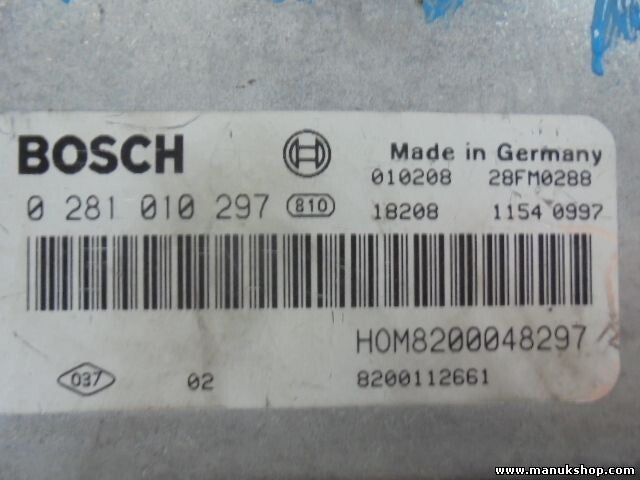 BOSCH
Made in Germany
010208 28FM0288
0 281 010 297 810
18208 1154 0997
HOM8200048297
037 02 8200112661
www.manukshop.com